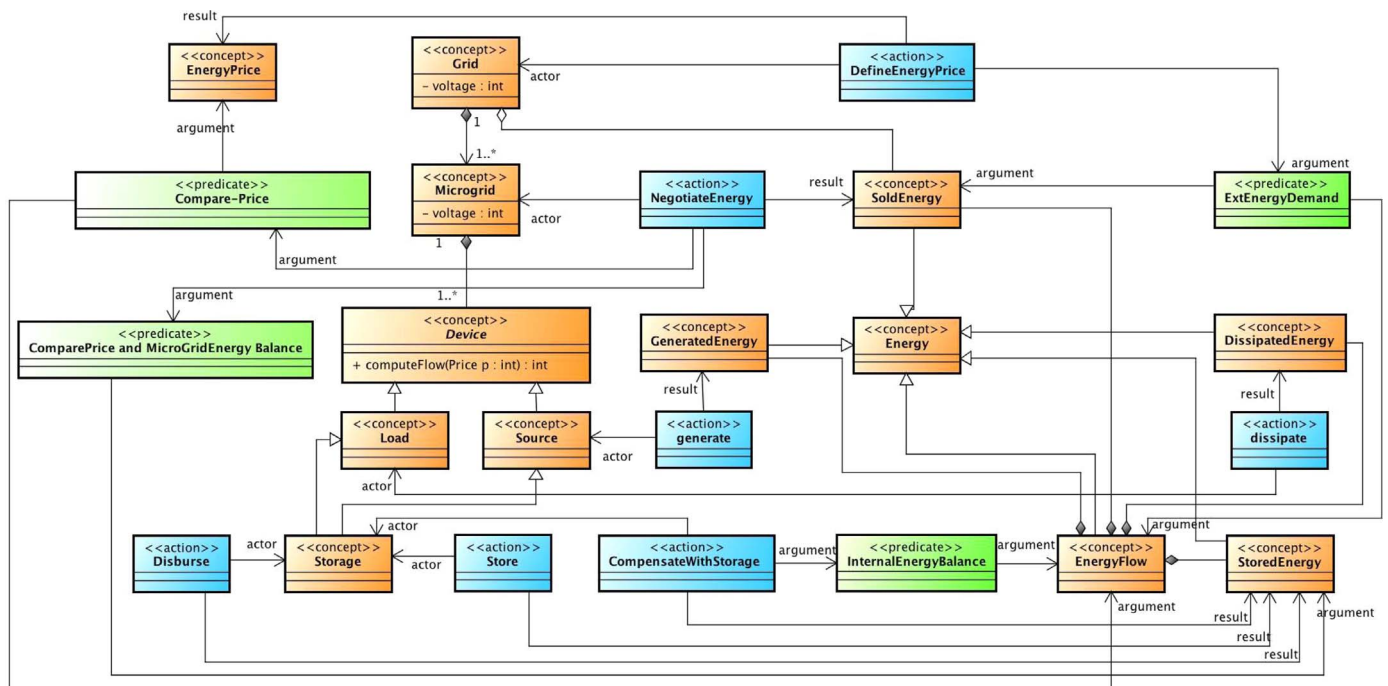 result
<<concept>>
EnergyPrice
<<concept>>
Grid
- voltage : int
actor
<<action>>
DefineEnergyPrice
argument
1
1..*
argument
<<predicate>>
Compare-Price
<<concept>>
Microgrid
- voltage : int
actor
<<action>>
NegotiateEnergy
result
<<concept>>
SoldEnergy
argument
<<predicate>>
ExtEnergyDemand
1
argument
argument
1..*
<<predicate>>
ComparePrice and MicroGridEnergy Balance
<<concept>>
Device
+ computeFlow(Price p : int) : int
<<concept>>
GeneratedEnergy
<<concept>>
Energy
<<concept>>
DissipatedEnergy
result
result
<<concept>>
Load
<<concept>>
Source
actor
<<action>>
generate
<<action>>
dissipate
actor
actor
argument
<<action>>
Disburse
actor
<<concept>>
Storage
actor
<<action>>
Store
<<action>>
CompensateWithStorage
argument
<<predicate>>
InternalEnergyBalance
argument
<<concept>>
EnergyFlow
<<concept>>
StoredEnergy
argument
argument
result
result
result